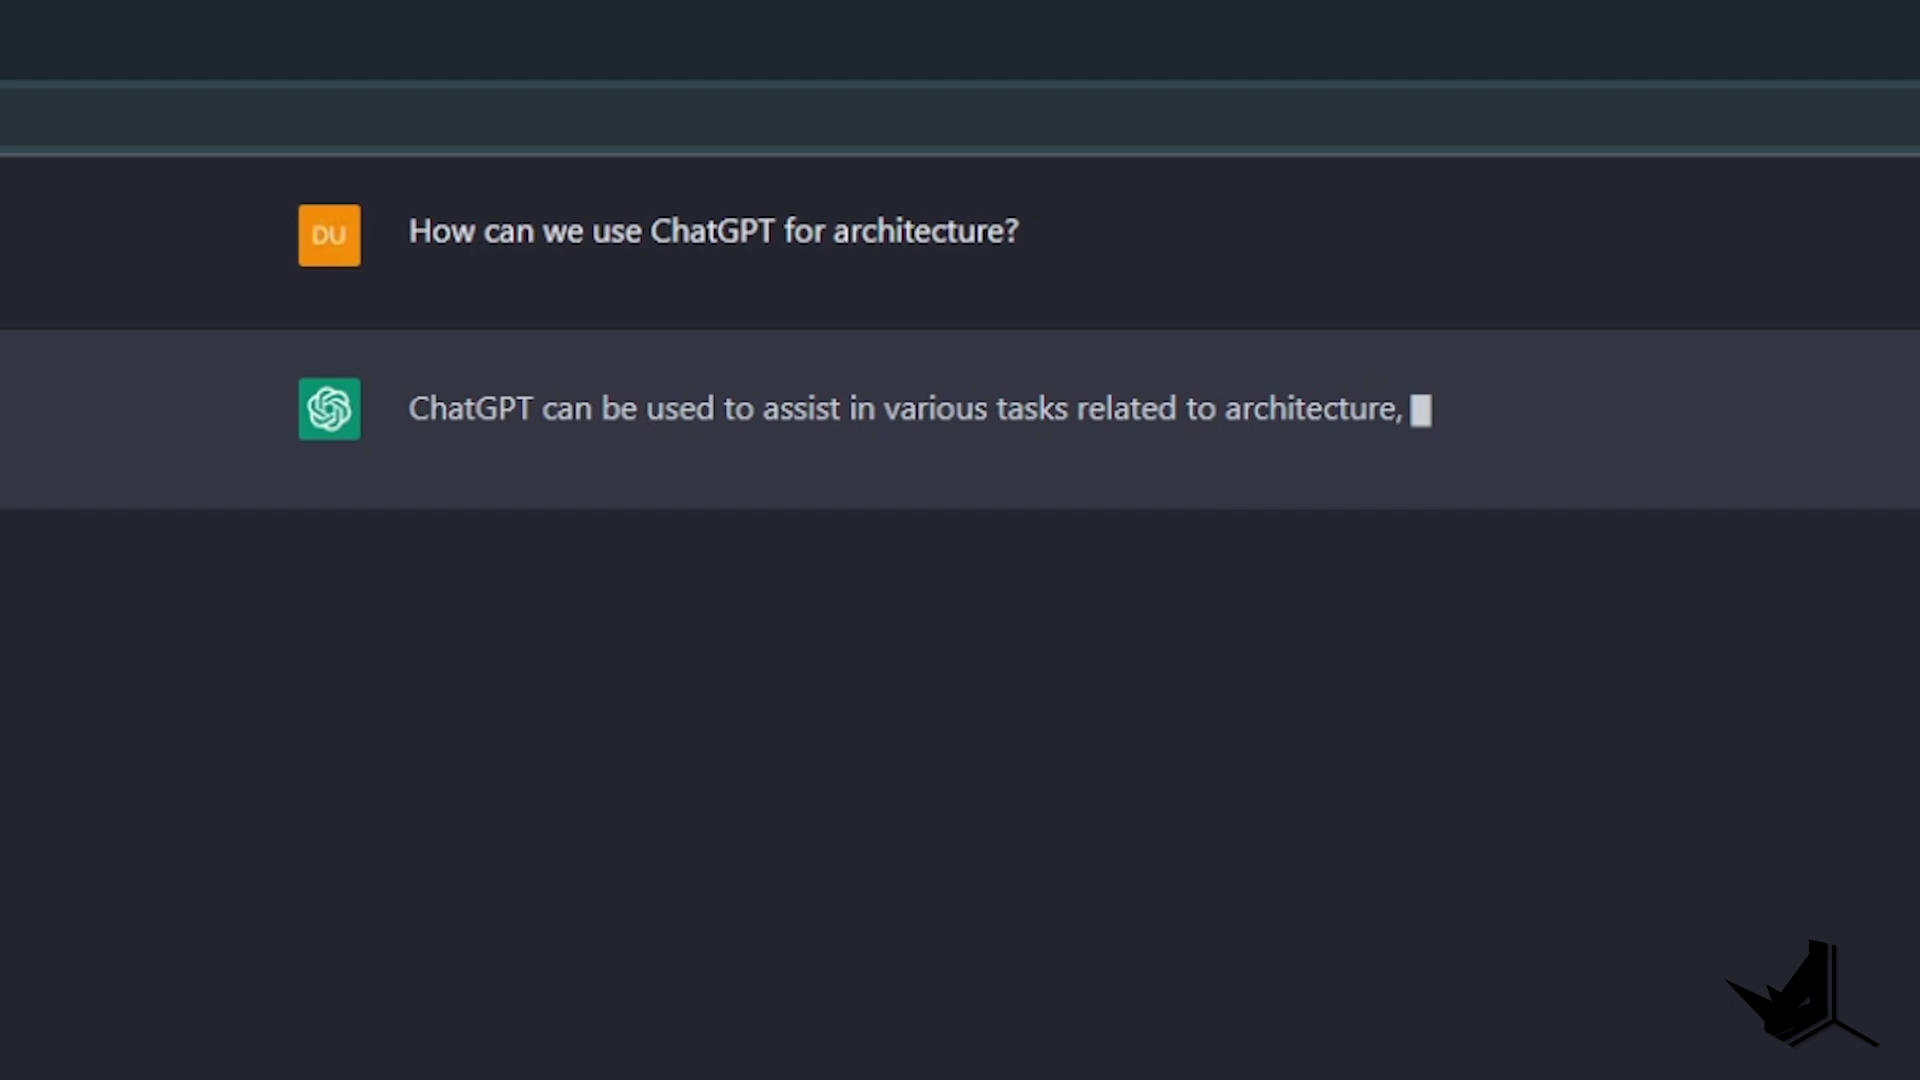 DU
How can we use ChatGPT for architecture?
ChatGPT can be used to assist in various tasks related to architecture,